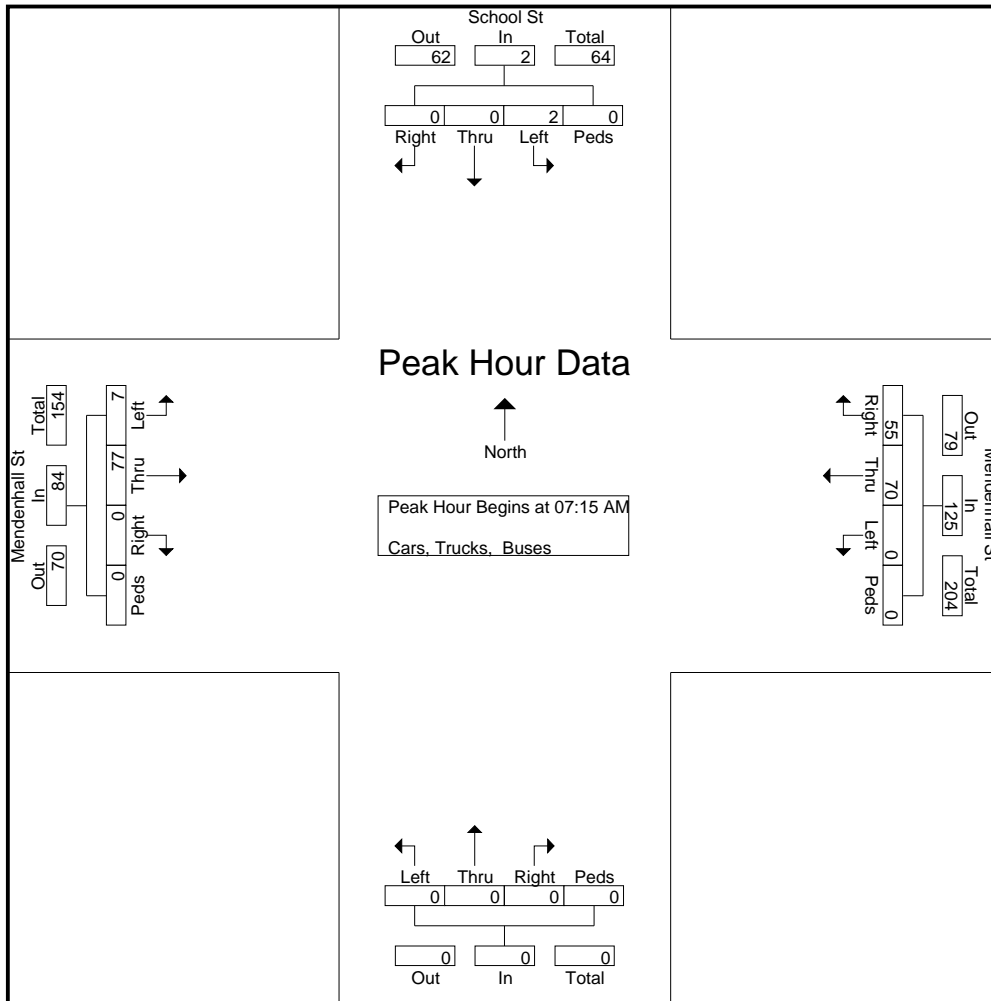 School St
Out In Total
62 2 64
0 0 2 0
Right Thru Left Peds
Peak Hour Data
North
Peak Hour Begins at 07:15 AM
Cars, Trucks, Buses
Mendenhall St
Out In Total
70 84 154
7 77 0 0
Left Thru Right Peds
Right Thru Left Peds
55 70 0 0
Out In Total
79 125 204
Mendenhall St
Left Thru Right Peds
0 0 0 0
0 0 0
Out In Total